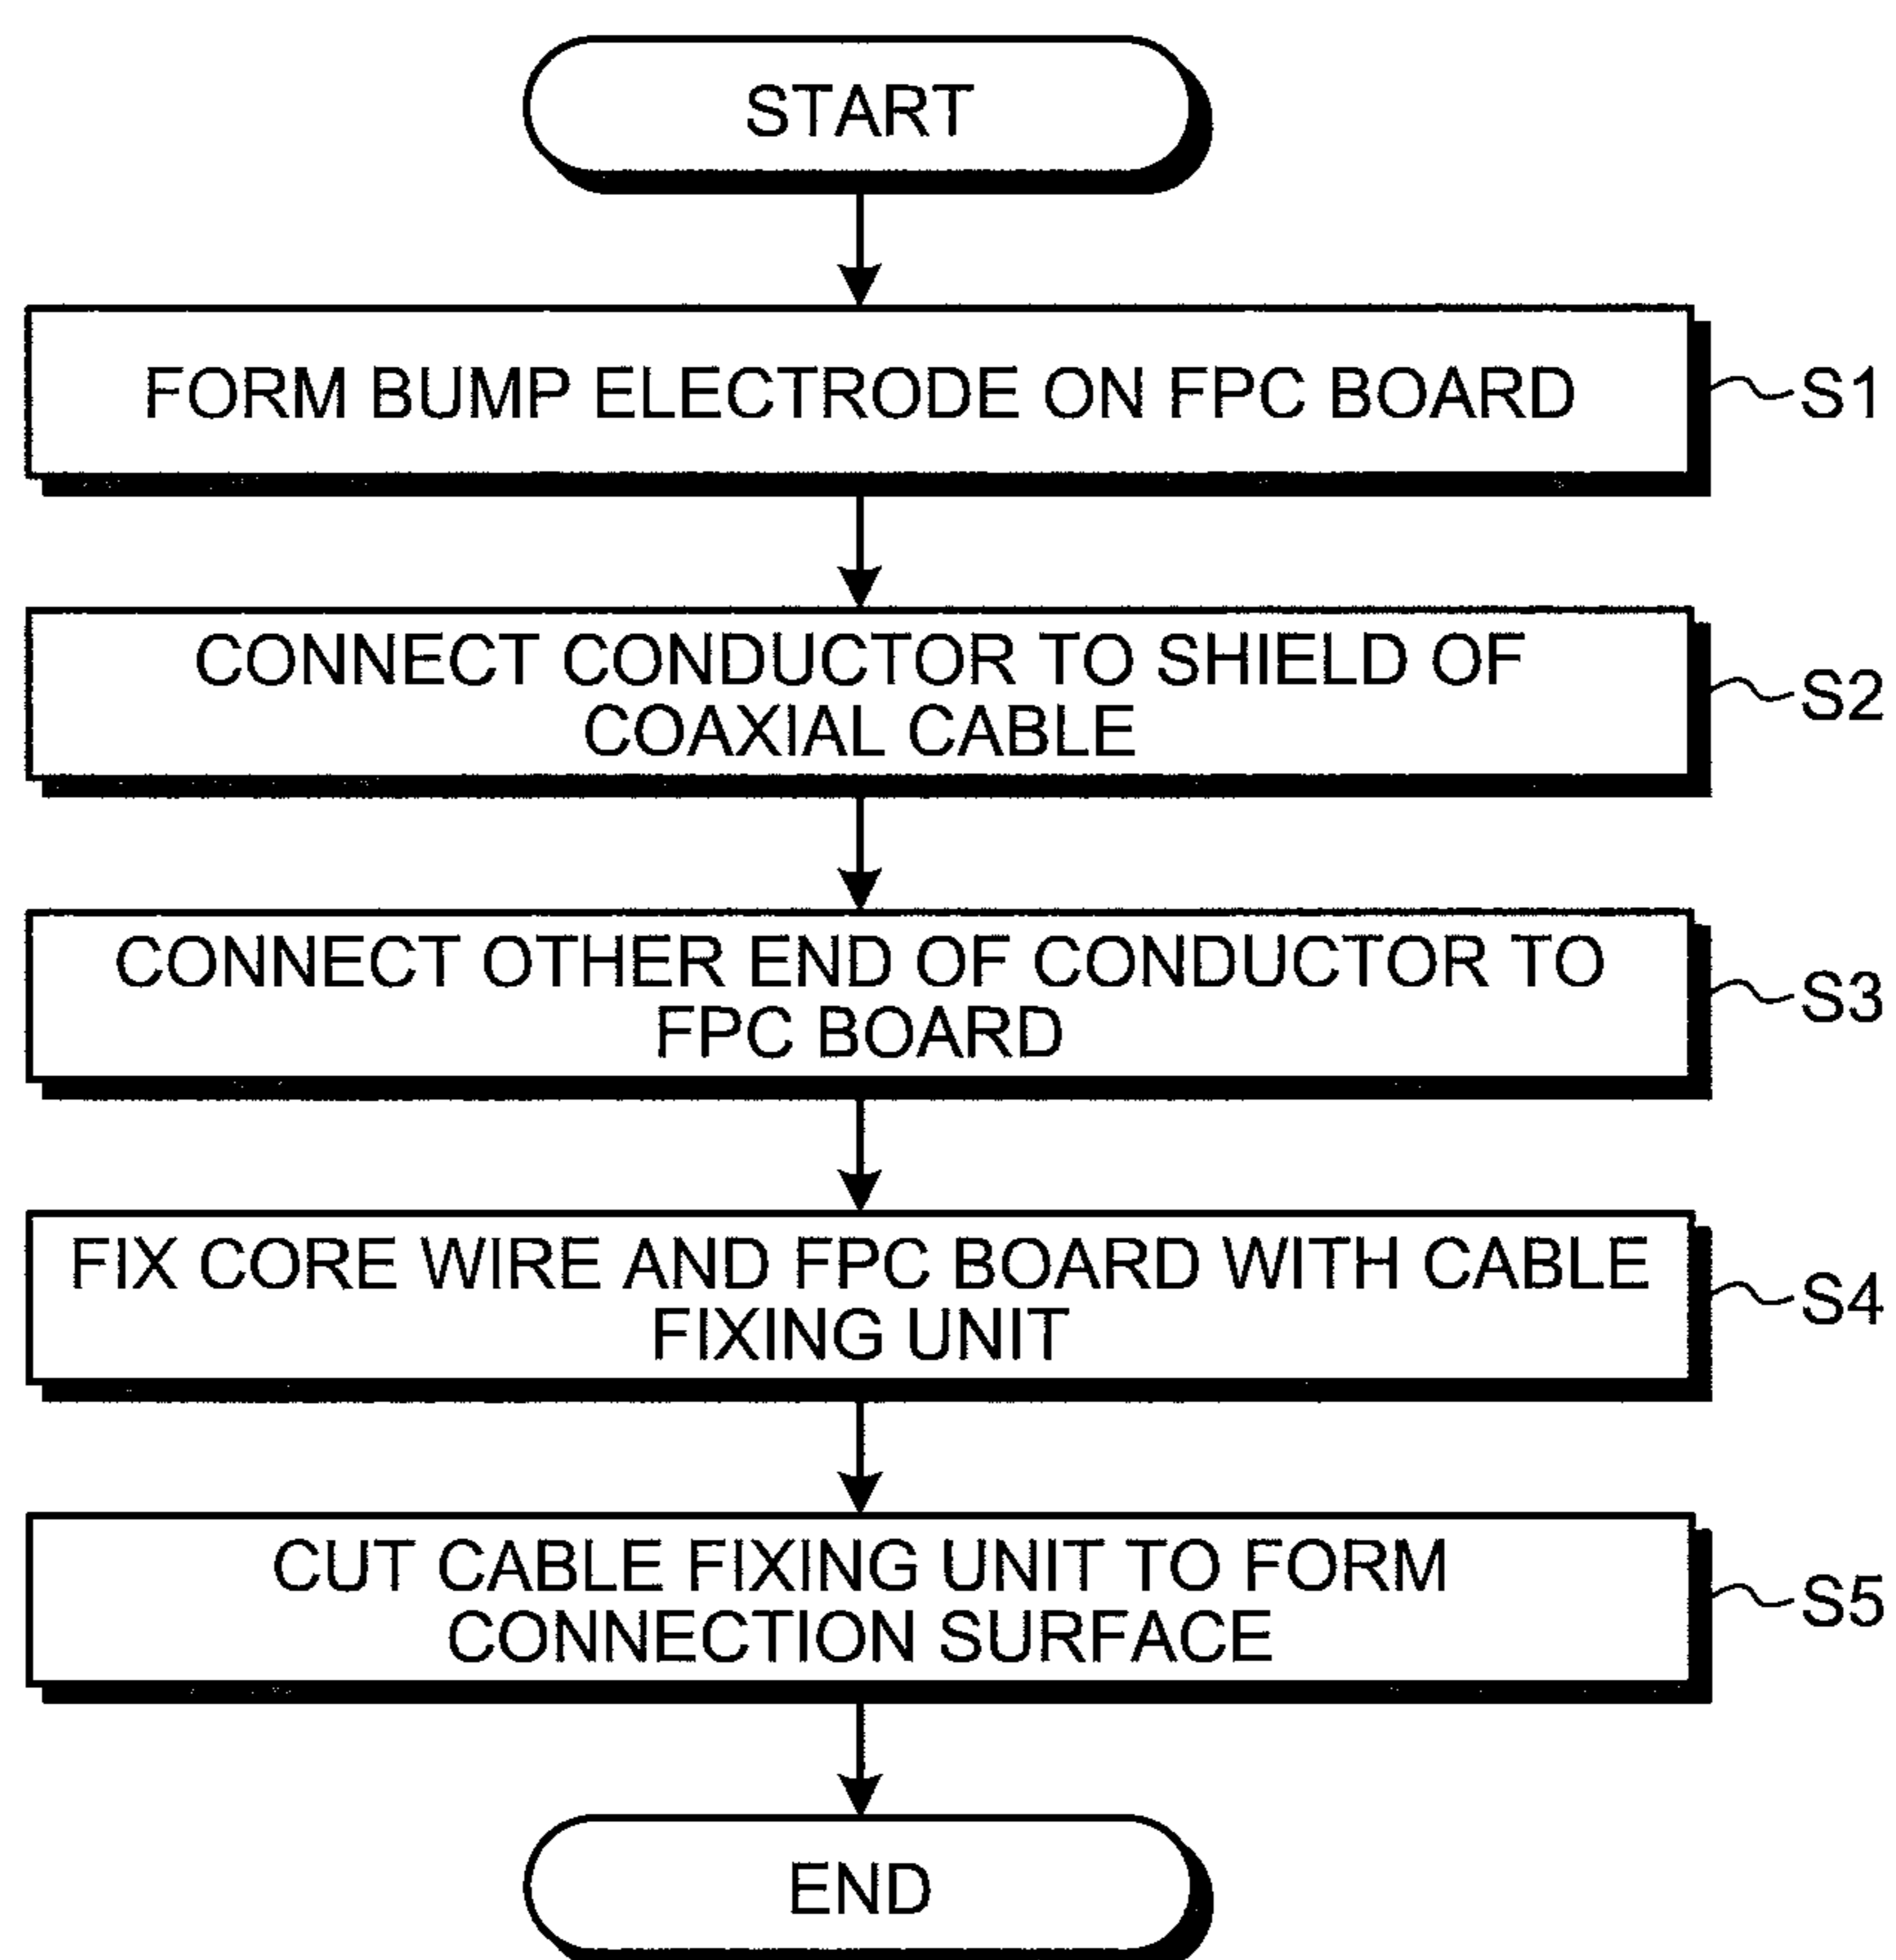 START
FORM BUMP ELECTRODE ON FPC BOARD
S1
CONNECT CONDUCTOR TO SHIELD OF
COAXIAL CABLE
S2
CONNECT OTHER END OF CONDUCTOR TO
FPC BOARD
S3
FIX CORE WIRE AND FPC BOARD WITH CABLE
FIXING UNIT
S4
CUT CABLE FIXING UNIT TO FORM
CONNECTION SURFACE
S5
END